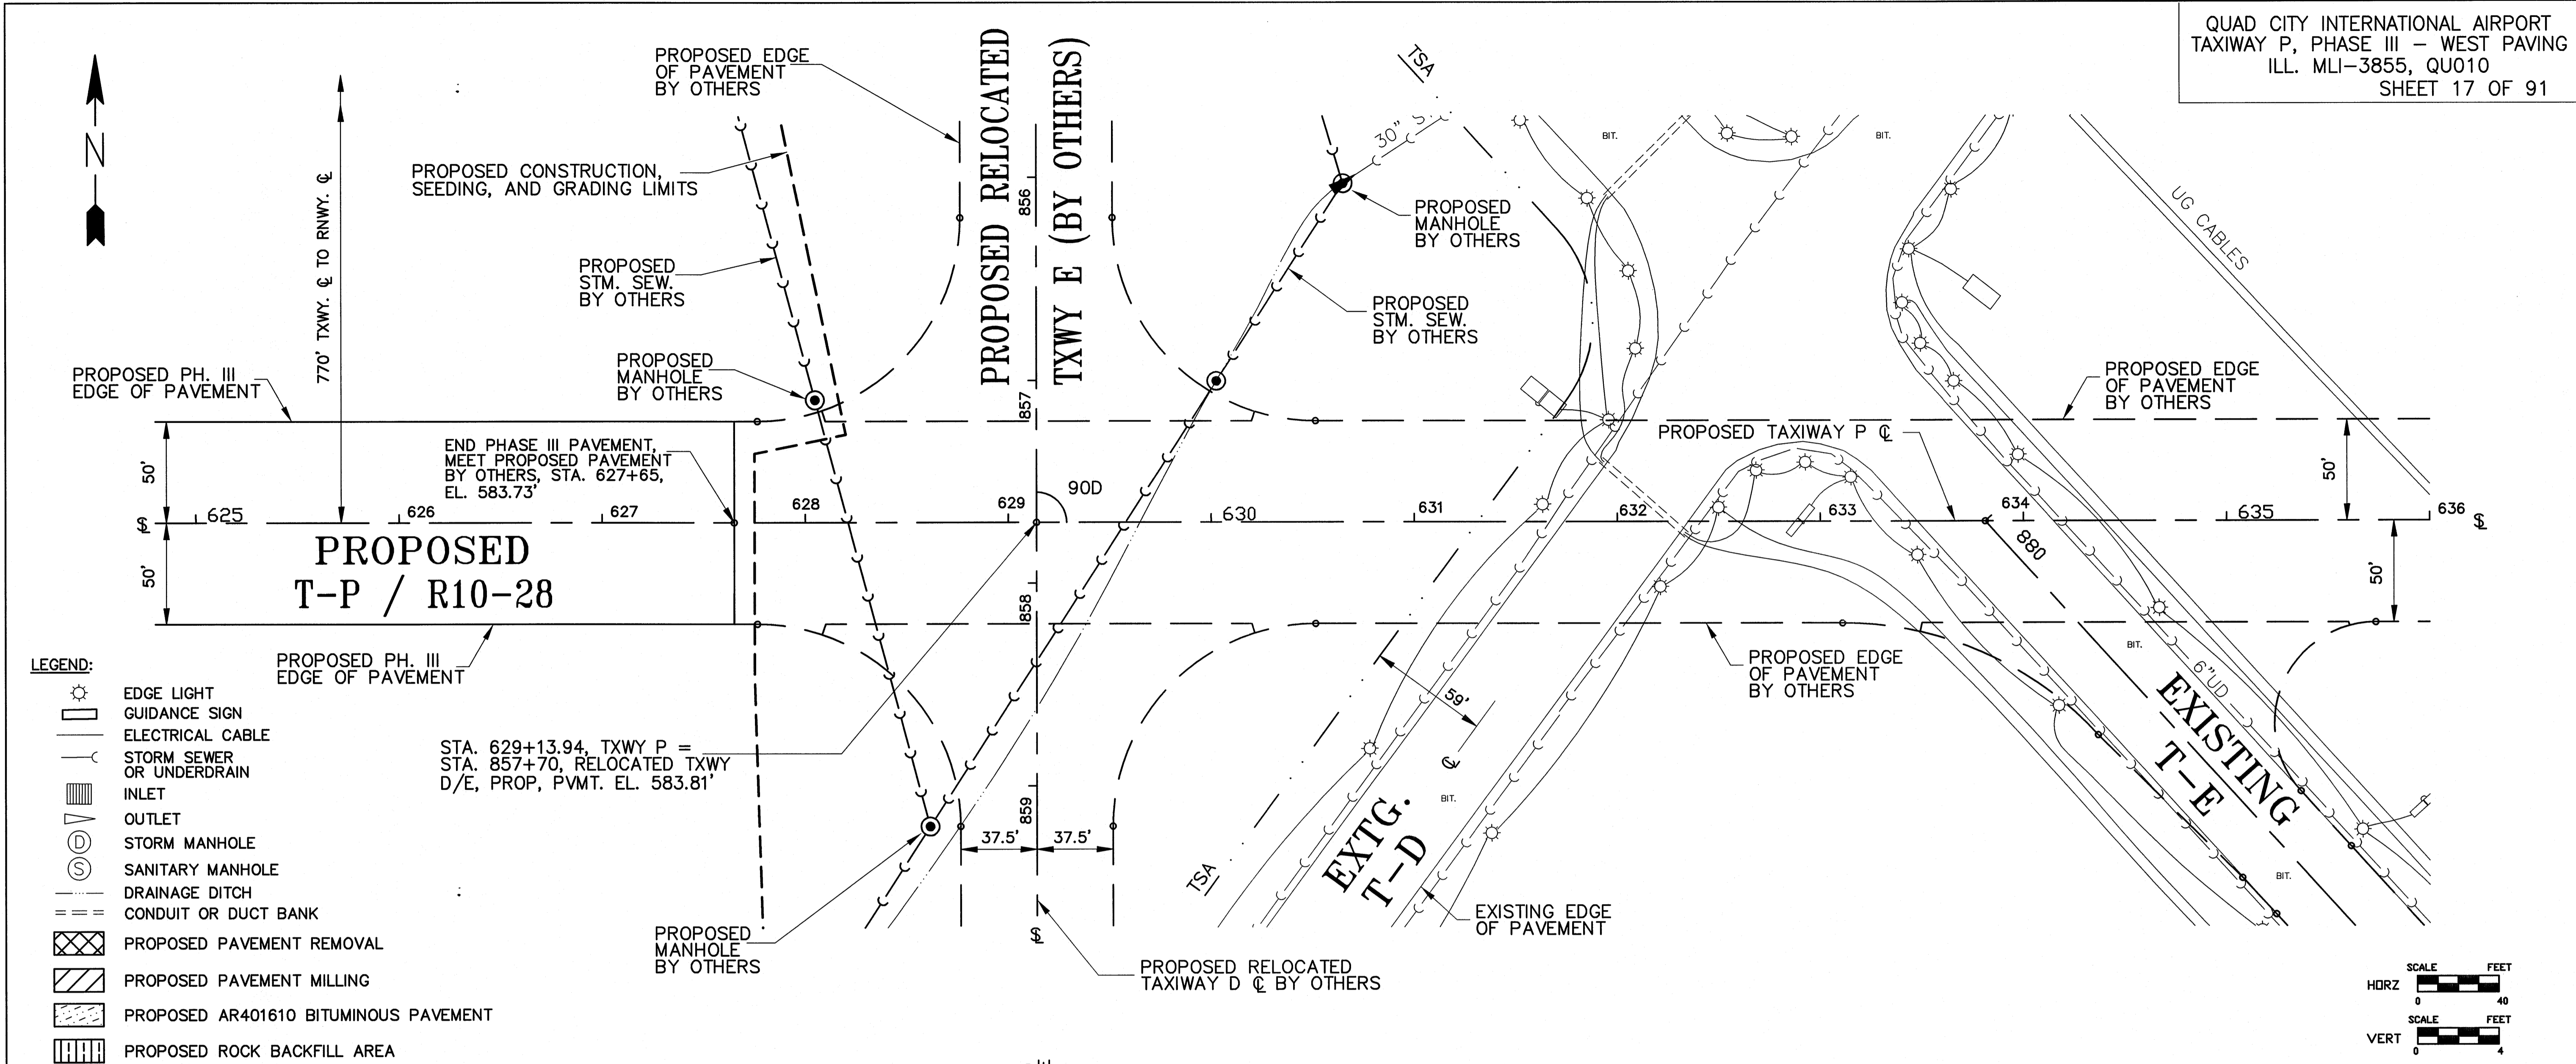 QUAD CITY INTERNATIONAL AIRPORT
TAXIWAY P, PHASE III – WEST PAVING
ILL. MLI-3855, QU010
SHEET 17 OF 91
N
770' TXWY. ℄ TO RNWY. ℄
PROPOSED EDGE
OF PAVEMENT
BY OTHERS
PROPOSED CONSTRUCTION,
SEEDING, AND GRADING LIMITS
PROPOSED
STM. SEW.
BY OTHERS
PROPOSED
MANHOLE
BY OTHERS
PROPOSED RELOCATED
TXWY E (BY OTHERS)
856
857
858
859
TSA
30"
PROPOSED
MANHOLE
BY OTHERS
PROPOSED
STM. SEW.
BY OTHERS
BIT.
BIT.
UG CABLES
PROPOSED PH. III
EDGE OF PAVEMENT
PROPOSED EDGE
OF PAVEMENT
BY OTHERS
PROPOSED TAXIWAY P ℄
END PHASE III PAVEMENT,
MEET PROPOSED PAVEMENT
BY OTHERS, STA. 627+65,
EL. 583.73'
90D
50'
50'
50'
50'
℄ 625 626 627 628 629 630 631 632 633 634 635 636 ℄
880
PROPOSED
T-P / R10-28
PROPOSED PH. III
EDGE OF PAVEMENT
STA. 629+13.94, TXWY P =
STA. 857+70, RELOCATED TXWY
D/E, PROP, PVMT. EL. 583.81'
37.5' 37.5'
℄
PROPOSED
MANHOLE
BY OTHERS
PROPOSED RELOCATED
TAXIWAY D ℄ BY OTHERS
TSA
59'
℄
BIT.
EXTG.
T-D
EXISTING EDGE
OF PAVEMENT
PROPOSED EDGE
OF PAVEMENT
BY OTHERS
BIT.
6"UD
EXISTING
T-E
BIT.
LEGEND:
EDGE LIGHT
GUIDANCE SIGN
ELECTRICAL CABLE
STORM SEWER
OR UNDERDRAIN
INLET
OUTLET
D STORM MANHOLE
S SANITARY MANHOLE
DRAINAGE DITCH
CONDUIT OR DUCT BANK
PROPOSED PAVEMENT REMOVAL
PROPOSED PAVEMENT MILLING
PROPOSED AR401610 BITUMINOUS PAVEMENT
PROPOSED ROCK BACKFILL AREA
SCALE FEET
HORZ
0 40
SCALE FEET
VERT
0 4